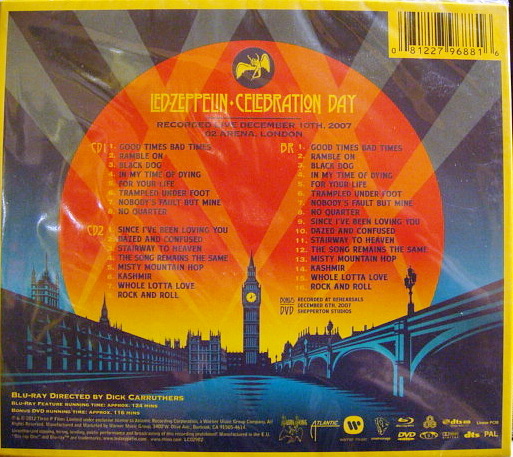 0 81227 96881 6
LED-ZEPPELIN • CELEBRATION DAY
RECORDED LIVE DECEMBER 10TH, 2007
O2 ARENA, LONDON
CD1 1. GOOD TIMES BAD TIMES
2. RAMBLE ON
3. BLACK DOG
4. IN MY TIME OF DYING
5. FOR YOUR LIFE
6. TRAMPLED UNDER FOOT
7. NOBODY'S FAULT BUT MINE
8. NO QUARTER
CD2 1. SINCE I'VE BEEN LOVING YOU
2. DAZED AND CONFUSED
3. STAIRWAY TO HEAVEN
4. THE SONG REMAINS THE SAME
5. MISTY MOUNTAIN HOP
6. KASHMIR
7. WHOLE LOTTA LOVE
ROCK AND ROLL
BR 1. GOOD TIMES BAD TIMES
2. RAMBLE ON
3. BLACK DOG
4. IN MY TIME OF DYING
5. FOR YOUR LIFE
6. TRAMPLED UNDER FOOT
7. NOBODY'S FAULT BUT MINE
8. NO QUARTER
9. SINCE I'VE BEEN LOVING YOU
10. DAZED AND CONFUSED
11. STAIRWAY TO HEAVEN
12. THE SONG REMAINS THE SAME
13. MISTY MOUNTAIN HOP
14. KASHMIR
15. WHOLE LOTTA LOVE
16. ROCK AND ROLL
BONUS RECORDED AT REHEARSALS
DVD DECEMBER 6TH, 2007
SHEPPERTON STUDIOS
BLU-RAY DIRECTED BY DICK CARRUTHERS
BLU-RAY FEATURE RUNNING TIME: APPROX. 124 MINS
BONUS DVD RUNNING TIME: APPROX. 116 MINS
ATLANTIC
DVD
dts
PAL